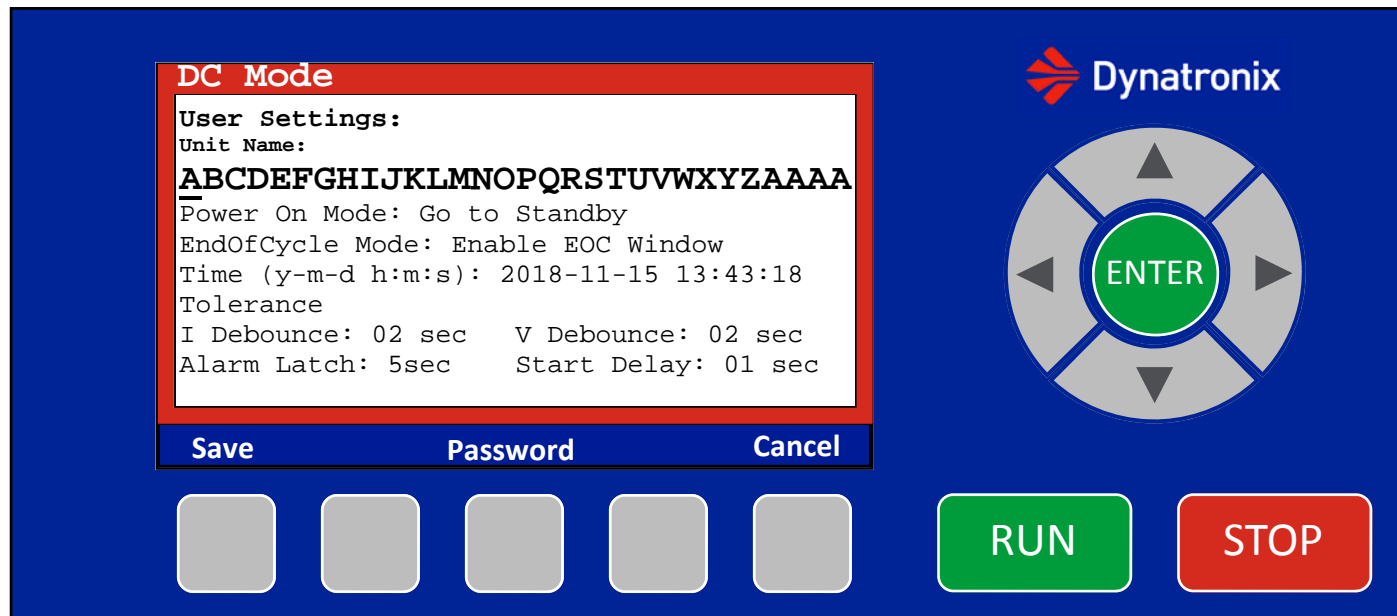 DC Mode
User Settings:
Unit Name:
ABCDEFGHIJKLMNOPQRSTUVWXYZAAAA
Power On Mode: Go to Standby
EndOfCycle Mode: Enable EOC Window
Time (y-m-d h:m:s): 2018-11-15 13:43:18
Tolerance
I Debounce: 02 sec V Debounce: 02 sec
Alarm Latch: 5sec Start Delay: 01 sec
Save Password Cancel
Dynatronix
ENTER
RUN STOP